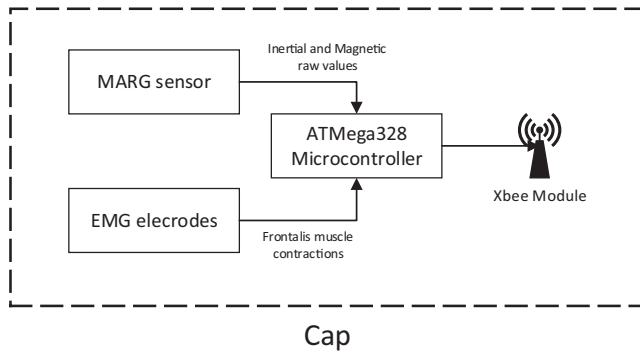 Inertial and Magnetic
raw values
MARG sensor
ATMega328
Microcontroller
Xbee Module
EMG elecrodes
Frontalis muscle
contractions
Cap